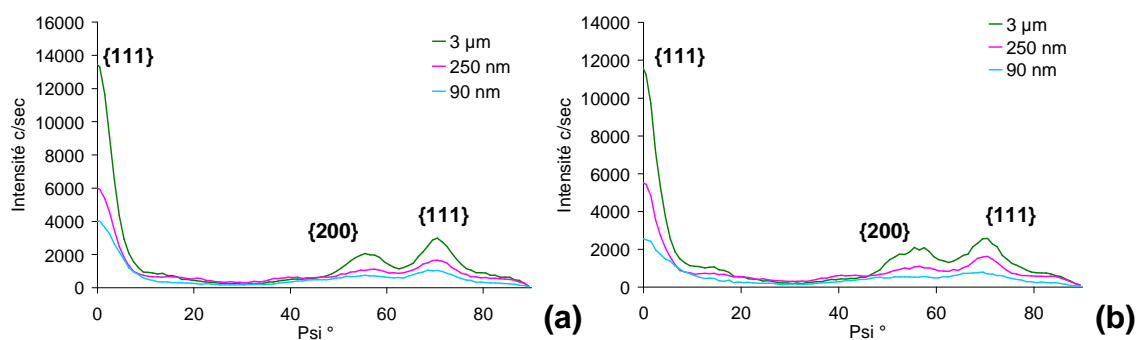 16000
14000
12000
10000
8000
6000
4000
2000
0
Intensité c/sec
{111}
{200}
{111}
3 µm
250 nm
90 nm
0 20 40 60 80
Psi °
(a)
14000
12000
10000
8000
6000
4000
2000
0
Intensité c/sec
{111}
{200}
{111}
3 µm
250 nm
90 nm
0 20 40 60 80
Psi °
(b)